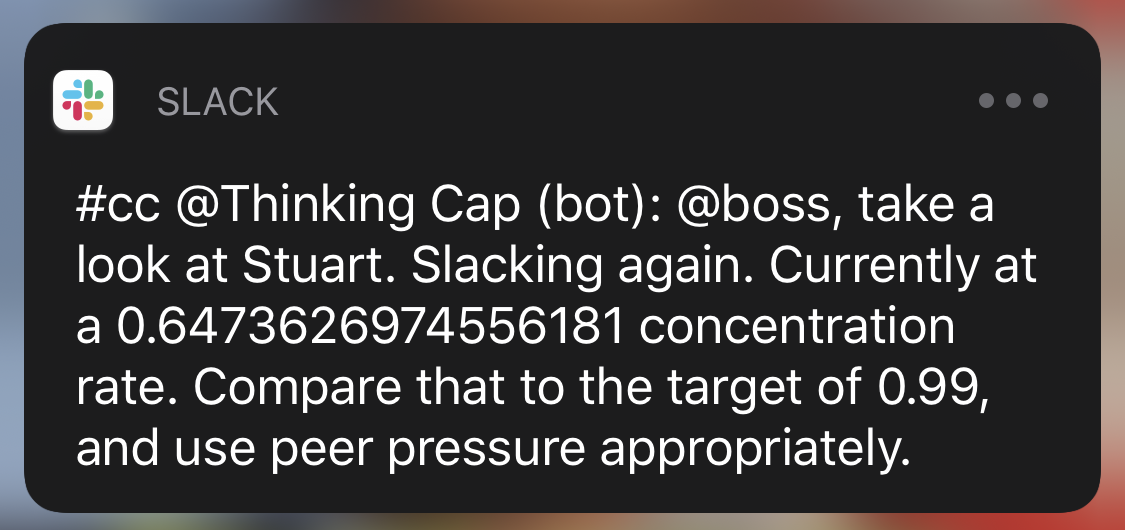 SLACK
#cc @Thinking Cap (bot): @boss, take a
look at Stuart. Slacking again. Currently at
a 0.6473626974556181 concentration
rate. Compare that to the target of 0.99,
and use peer pressure appropriately.